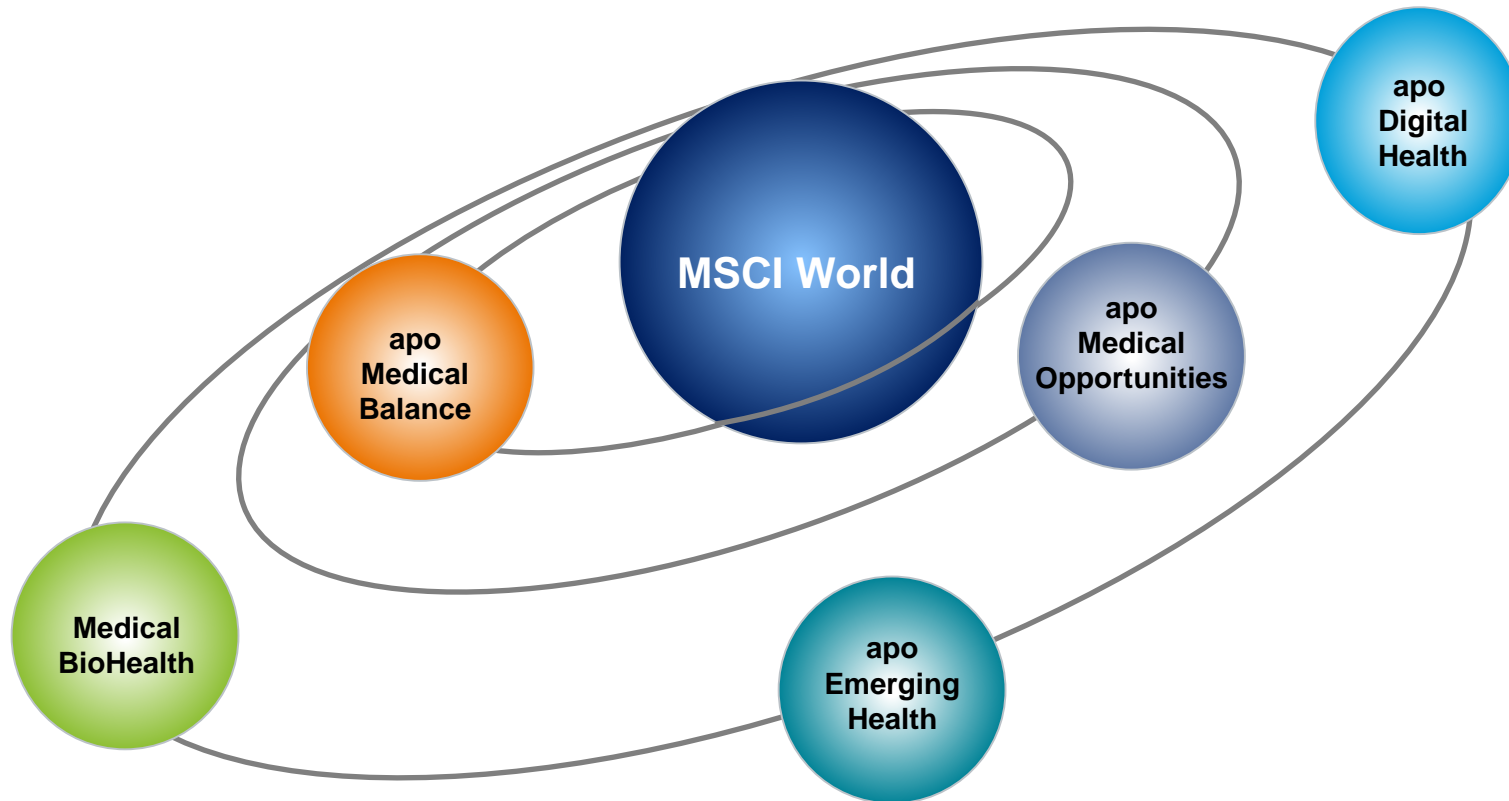 apo
Digital
Health
MSCI World
apo
Medical
Opportunities
apo
Medical
Balance
Medical
BioHealth
apo
Emerging
Health